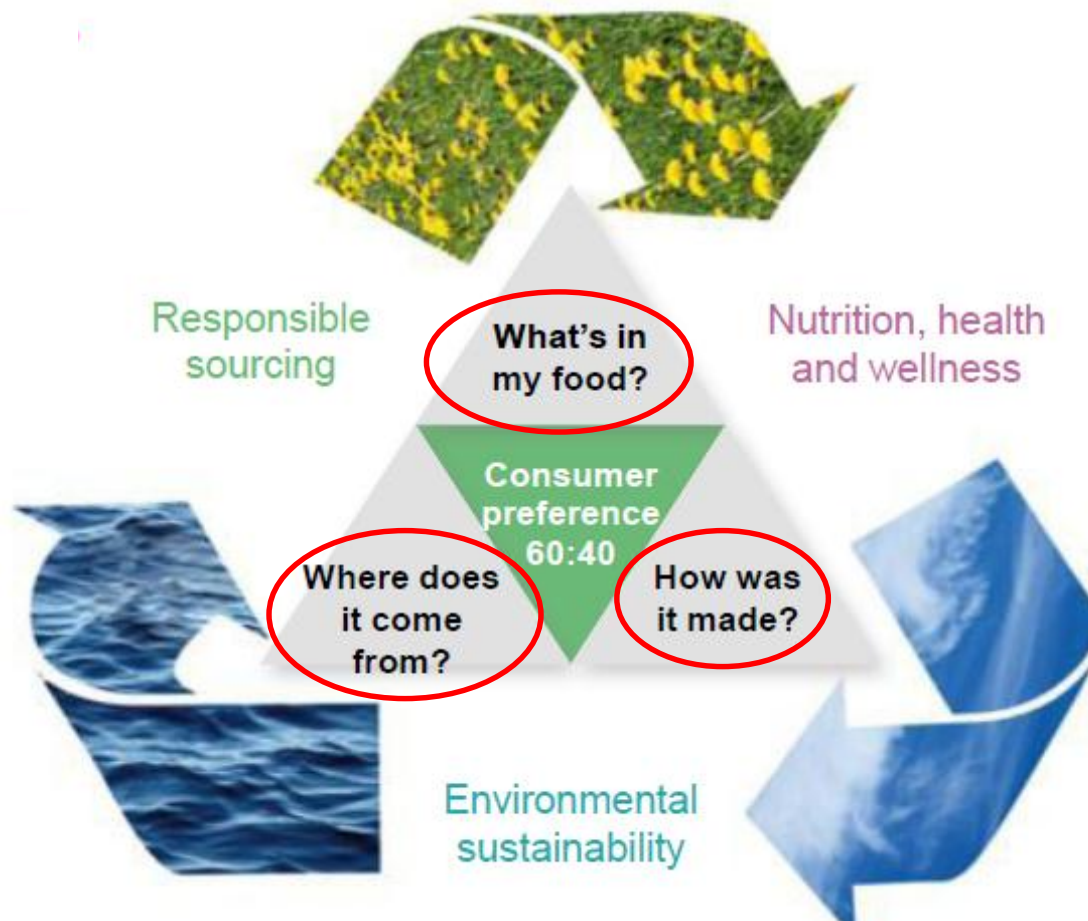 Responsible
sourcing
What's in
my food?
Nutrition, health
and wellness
Consumer
preference
60:40
Where does
it come
from?
How was
it made?
Environmental
sustainability